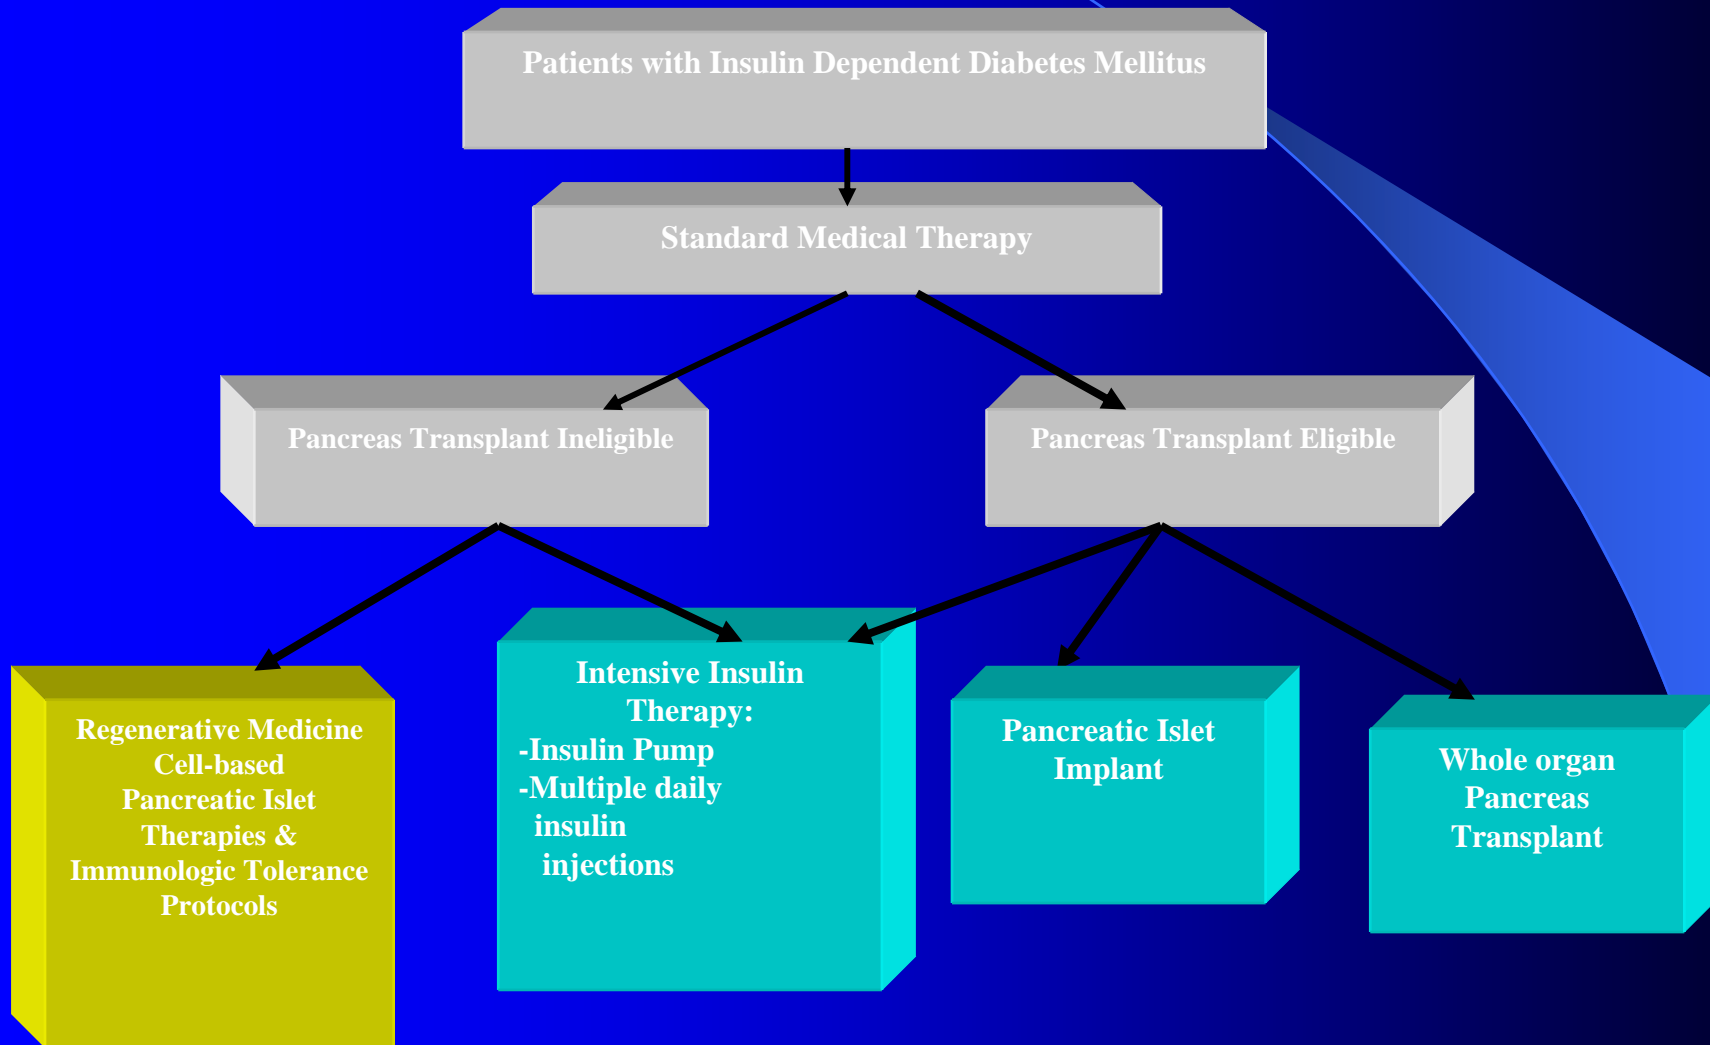 Patients with Insulin Dependent Diabetes Mellitus
Standard Medical Therapy
Pancreas Transplant Ineligible
Pancreas Transplant Eligible
Regenerative Medicine
Cell-based
Pancreatic Islet
Therapies &
Immunologic Tolerance
Protocols
Intensive Insulin
Therapy:
-Insulin Pump
-Multiple daily
insulin
injections
Pancreatic Islet
Implant
Whole organ
Pancreas
Transplant